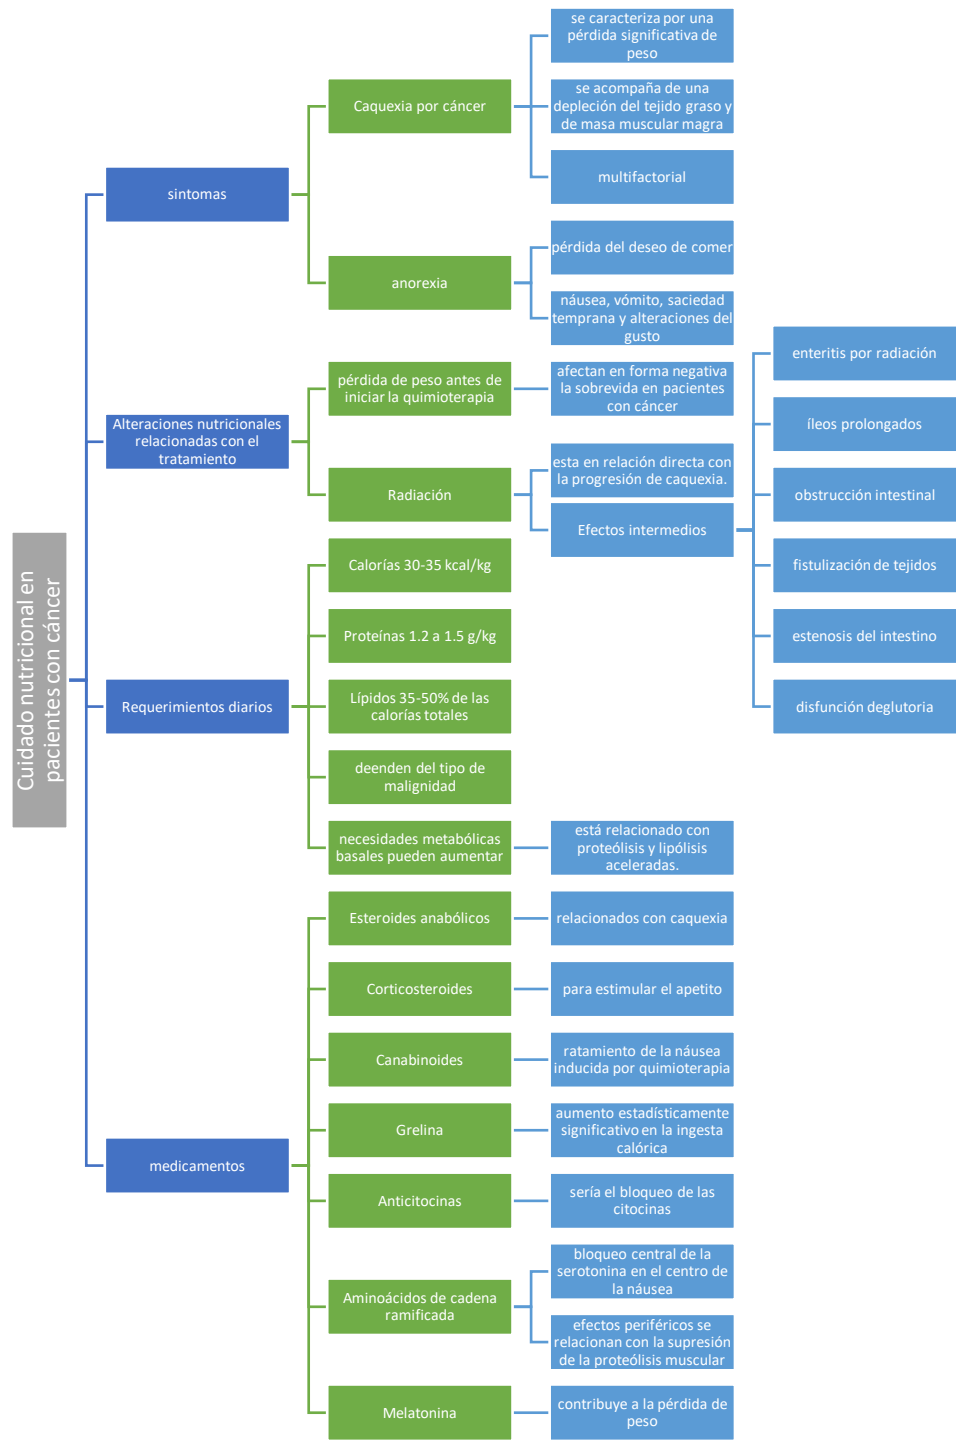 Cuidado nutricional en
pacientes con cáncer
sintomas
Caquexia por cáncer
se caracteriza por una
pérdida significativa de
peso
se acompaña de una
depleción del tejido graso y
de masa muscular magra
multifactorial
anorexia
pérdida del deseo de comer
náusea, vómito, saciedad
temprana y alteraciones del
gusto
Alteraciones nutricionales
relacionadas con el
tratamiento
pérdida de peso antes de
iniciar la quimioterapia
afectan en forma negativa
la sobrevida en pacientes
con cáncer
Radiación
esta en relación directa con
la progresión de caquexia.
Efectos intermedios
enteritis por radiación
íleos prolongados
obstrucción intestinal
fistulización de tejidos
estenosis del intestino
disfunción deglutoria
Requerimientos diarios
Calorías 30-35 kcal/kg
Proteínas 1.2 a 1.5 g/kg
Lípidos 35-50% de las
calorías totales
deenden del tipo de
malignidad
necesidades metabólicas
basales pueden aumentar
está relacionado con
proteólisis y lipólisis
aceleradas.
medicamentos
Esteroides anabólicos
relacionados con caquexia
Corticosteroides
para estimular el apetito
Canabinoides
ratamiento de la náusea
inducida por quimioterapia
Grelina
aumento estadísticamente
significativo en la ingesta
calórica
Anticitocinas
sería el bloqueo de las
citocinas
Aminoácidos de cadena
ramificada
bloqueo central de la
serotonina en el centro de
la náusea
efectos periféricos se
relacionan con la supresión
de la proteólisis muscular
Melatonina
contribuye a la pérdida de
peso